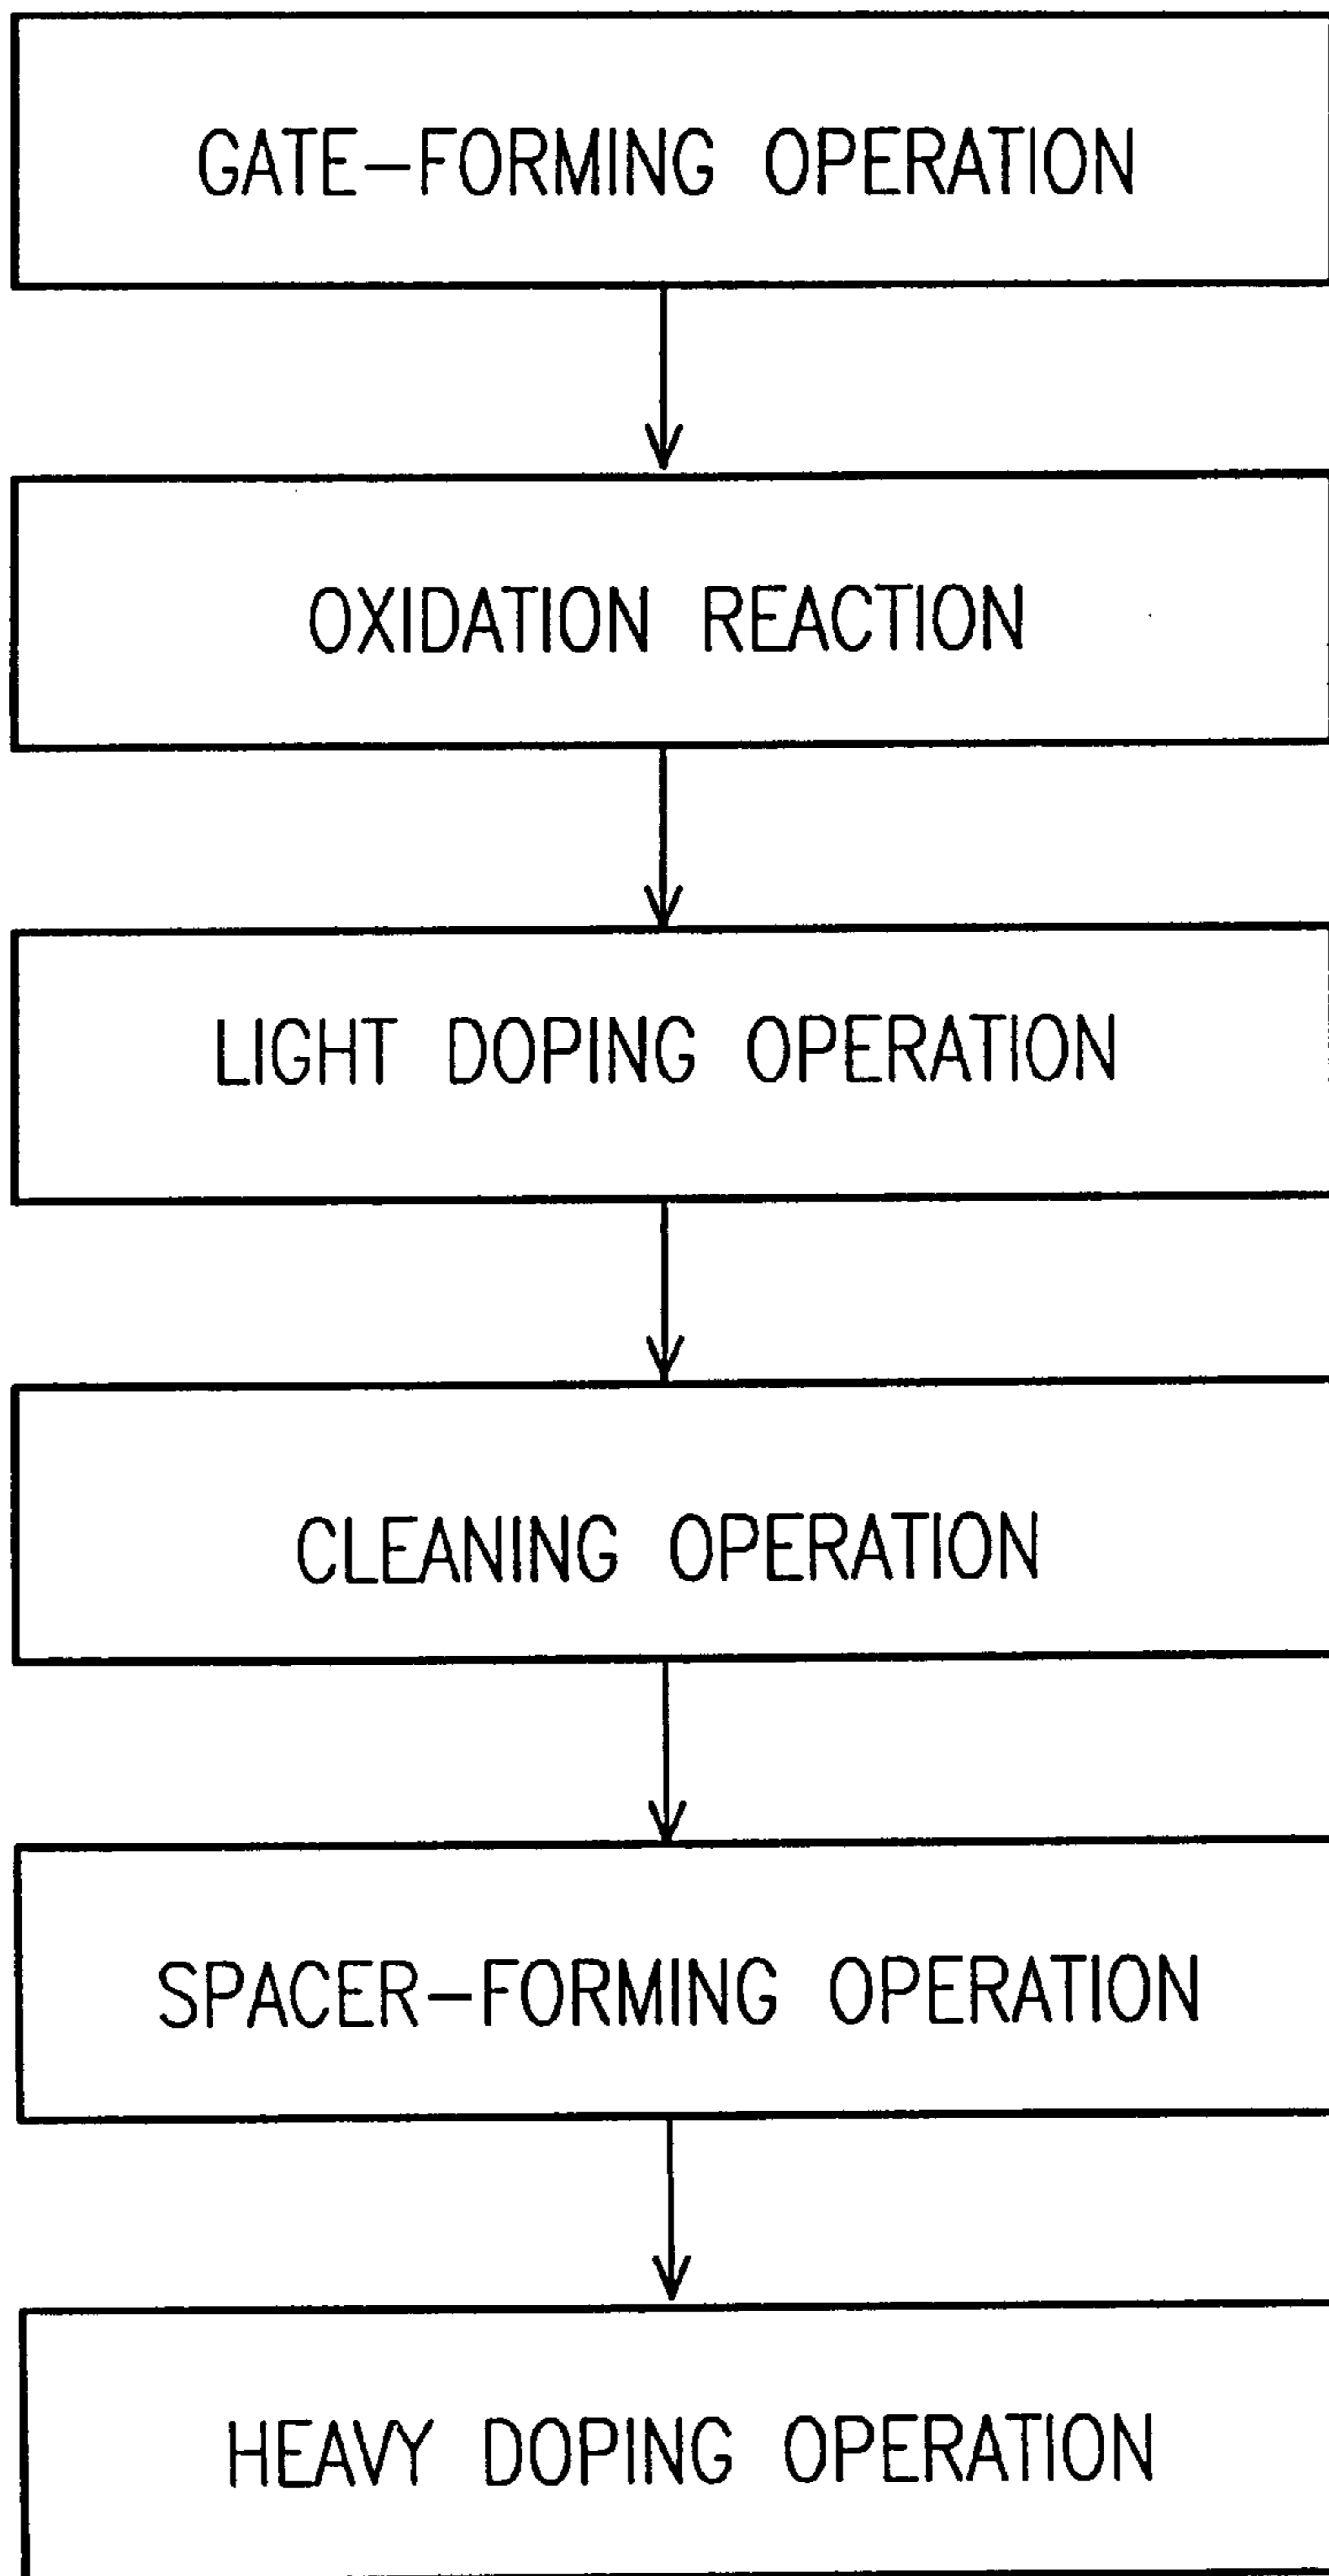 GATE-FORMING OPERATION
OXIDATION REACTION
LIGHT DOPING OPERATION
CLEANING OPERATION
SPACER-FORMING OPERATION
HEAVY DOPING OPERATION